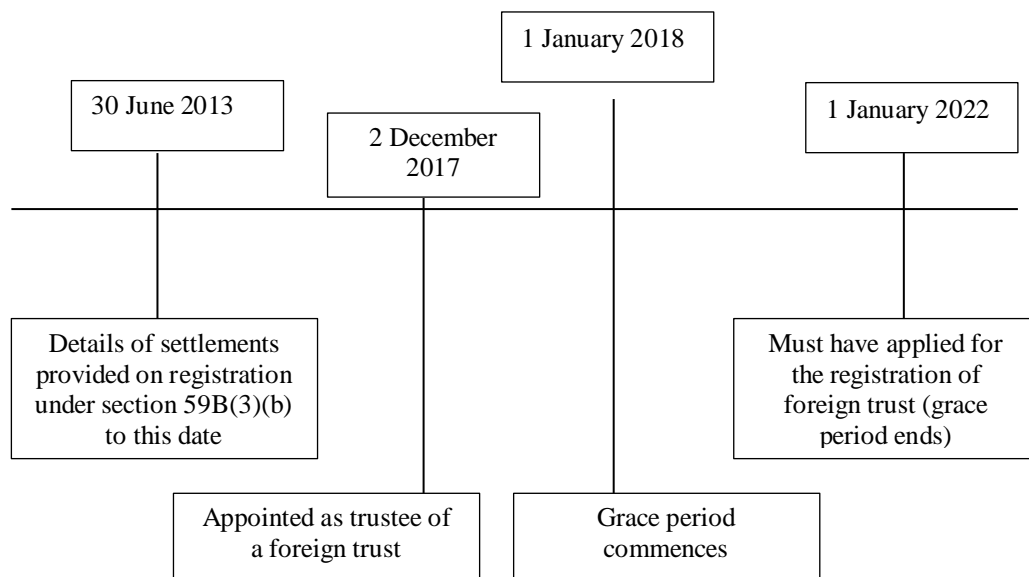 1 January 2018
30 June 2013
1 January 2022
2 December
2017
Details of settlements
provided on registration
under section 59B(3)(b)
to this date
Must have applied for
the registration of
foreign trust (grace
period ends)
Appointed as trustee of
a foreign trust
Grace period
commences